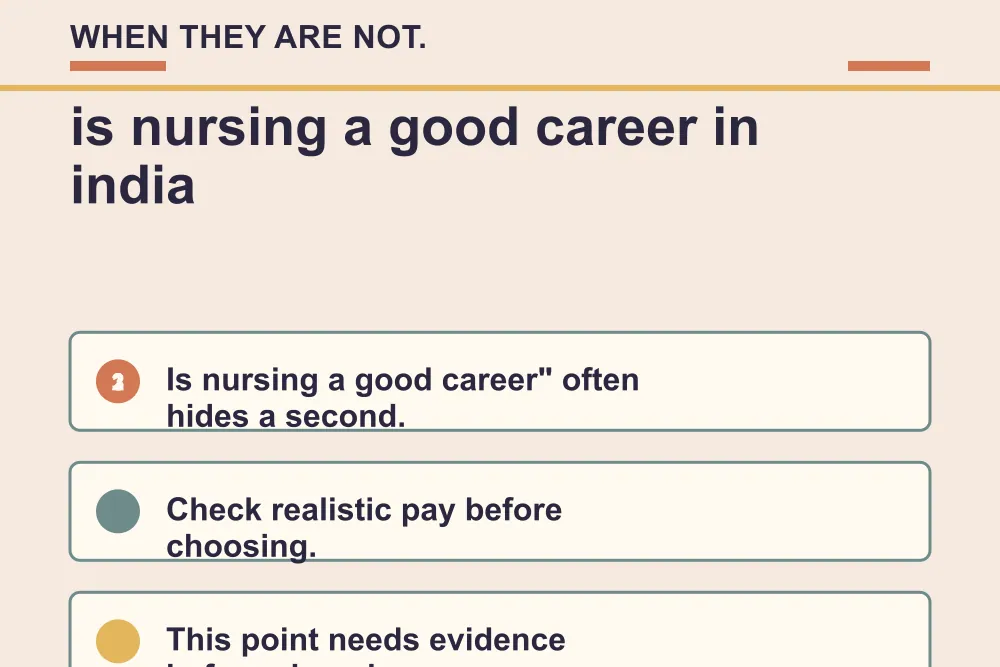 WHEN THEY ARE NOT.
is nursing a good career in
india
Is nursing a good career" often
hides a second.
Check realistic pay before
choosing.
This point needs evidence